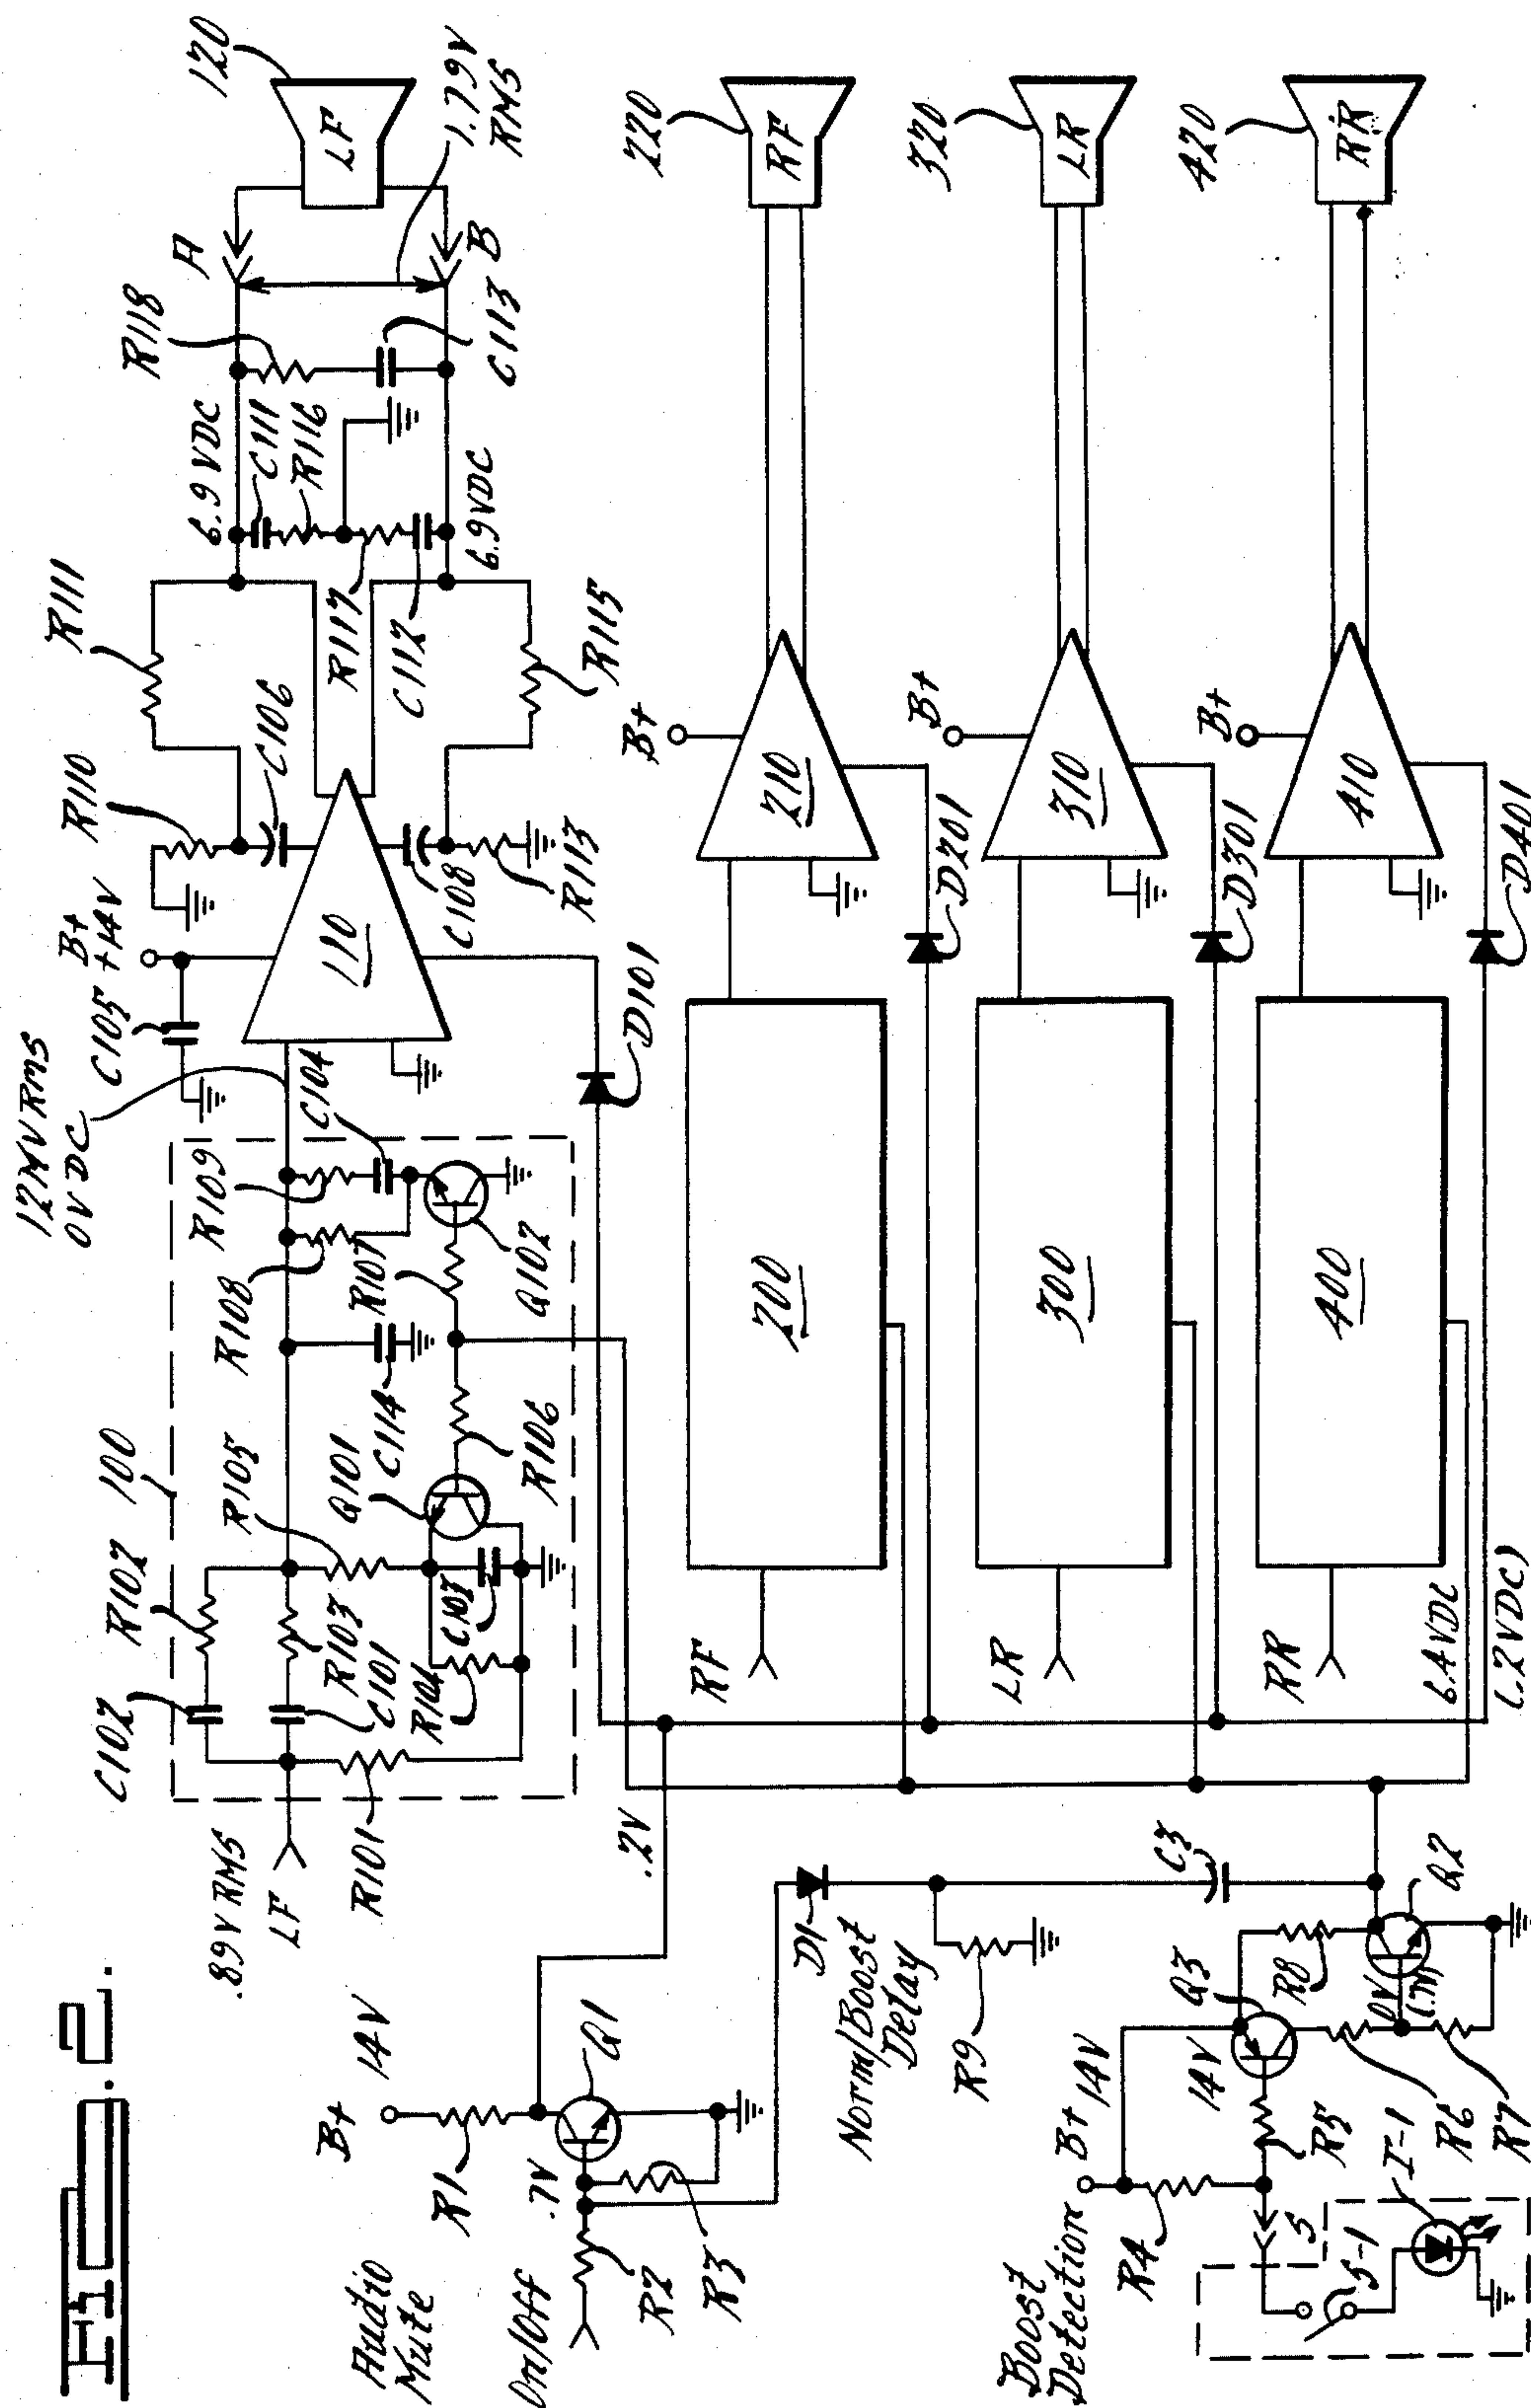 Fig. 2.
Audio
Mute
On/Off
R2
R3
.7V
R1
B+
14V
Q1
.2V
Boost
Detection
R4
B+
14V
S
S-1
I-1
R5
R6
R7
14V
Q3
R8
0V
(.7V)
Q2
Norm/Boost
Delay
D1
R9
C3
.89V RMS
LF
R101
100
C102
R102
R103
C101
R104
C103
R105
Q101
R106
C114
R108
R107
R109
C104
Q102
12MV RMS
0V DC
C105
B+
+14V
110
D101
R110
C106
C108
R113
R111
R115
6.9VDC
C111
R116
R117
C112
6.9VDC
R118
C113
A
B
LF
120
1.79V
RMS
RF
200
210
B+
D201
RF
220
LR
300
310
B+
D301
LR
320
RR
400
410
B+
D401
RR
420
6.4VDC
(.2VDC)